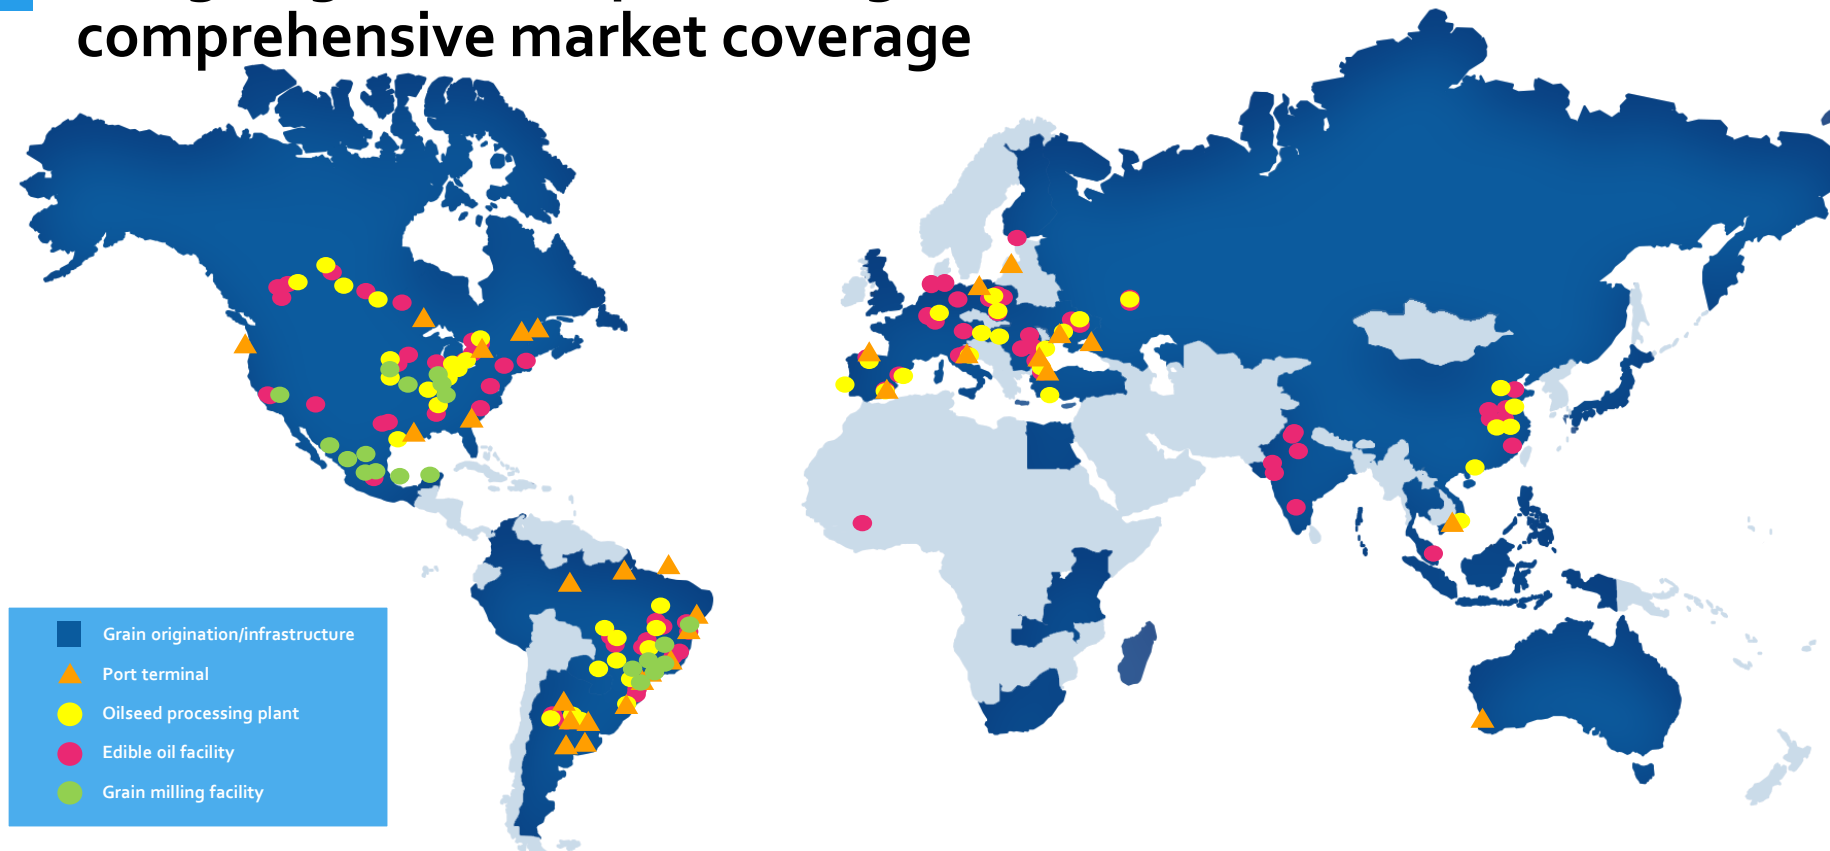 comprehensive market coverage
Grain origination/infrastructure
Port terminal
Oilseed processing plant
Edible oil facility
Grain milling facility